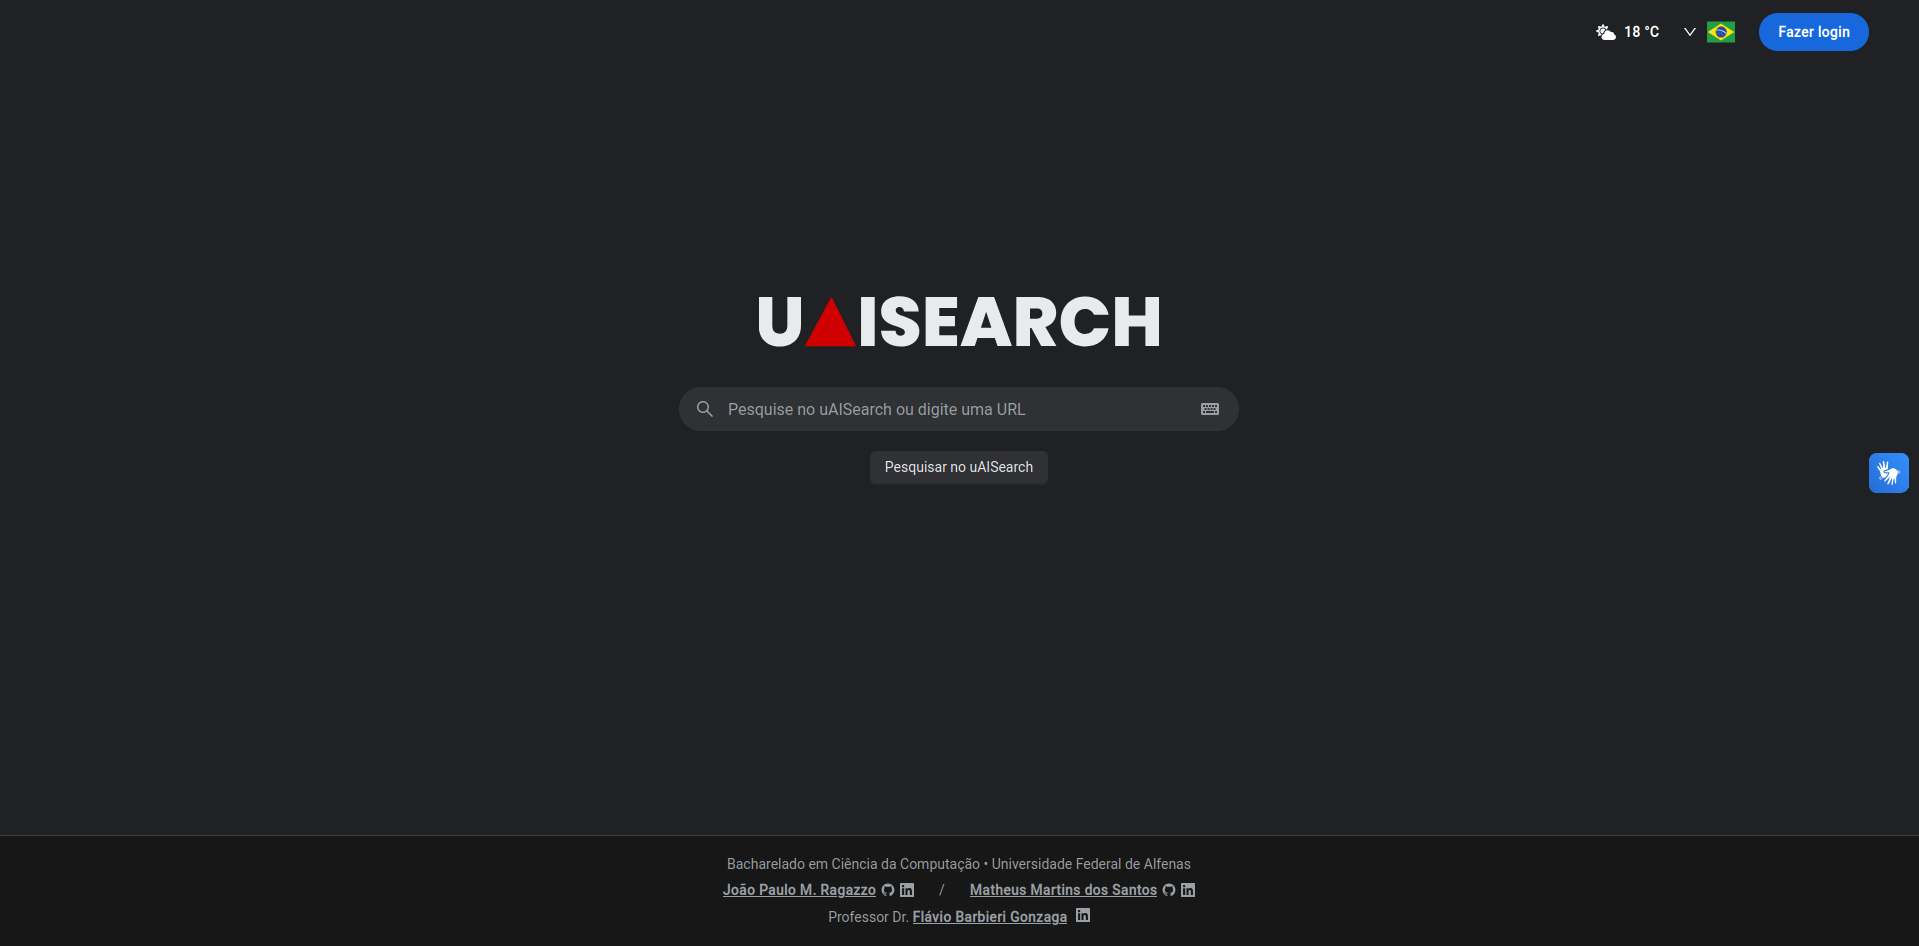 18 °C
Fazer login
UISEARCH
Pesquise no uAISearch ou digite uma URL
Pesquisar no uAISearch
Bacharelado em Ciência da Computação • Universidade Federal de Alfenas
João Paulo M. Ragazzo / Matheus Martins dos Santos
Professor Dr. Flávio Barbieri Gonzaga